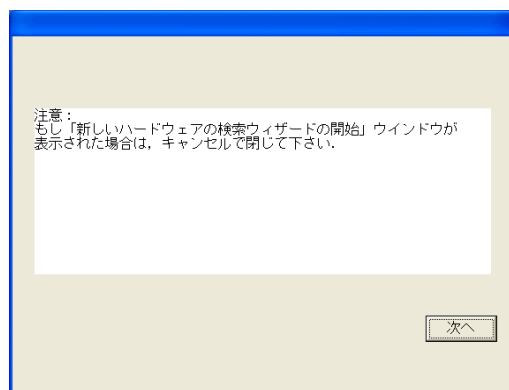 注意：
もし「新しいハードウェアの検索ウィザードの開始」ウインドウが
表示された場合は，キャンセルで閉じて下さい．
次へ